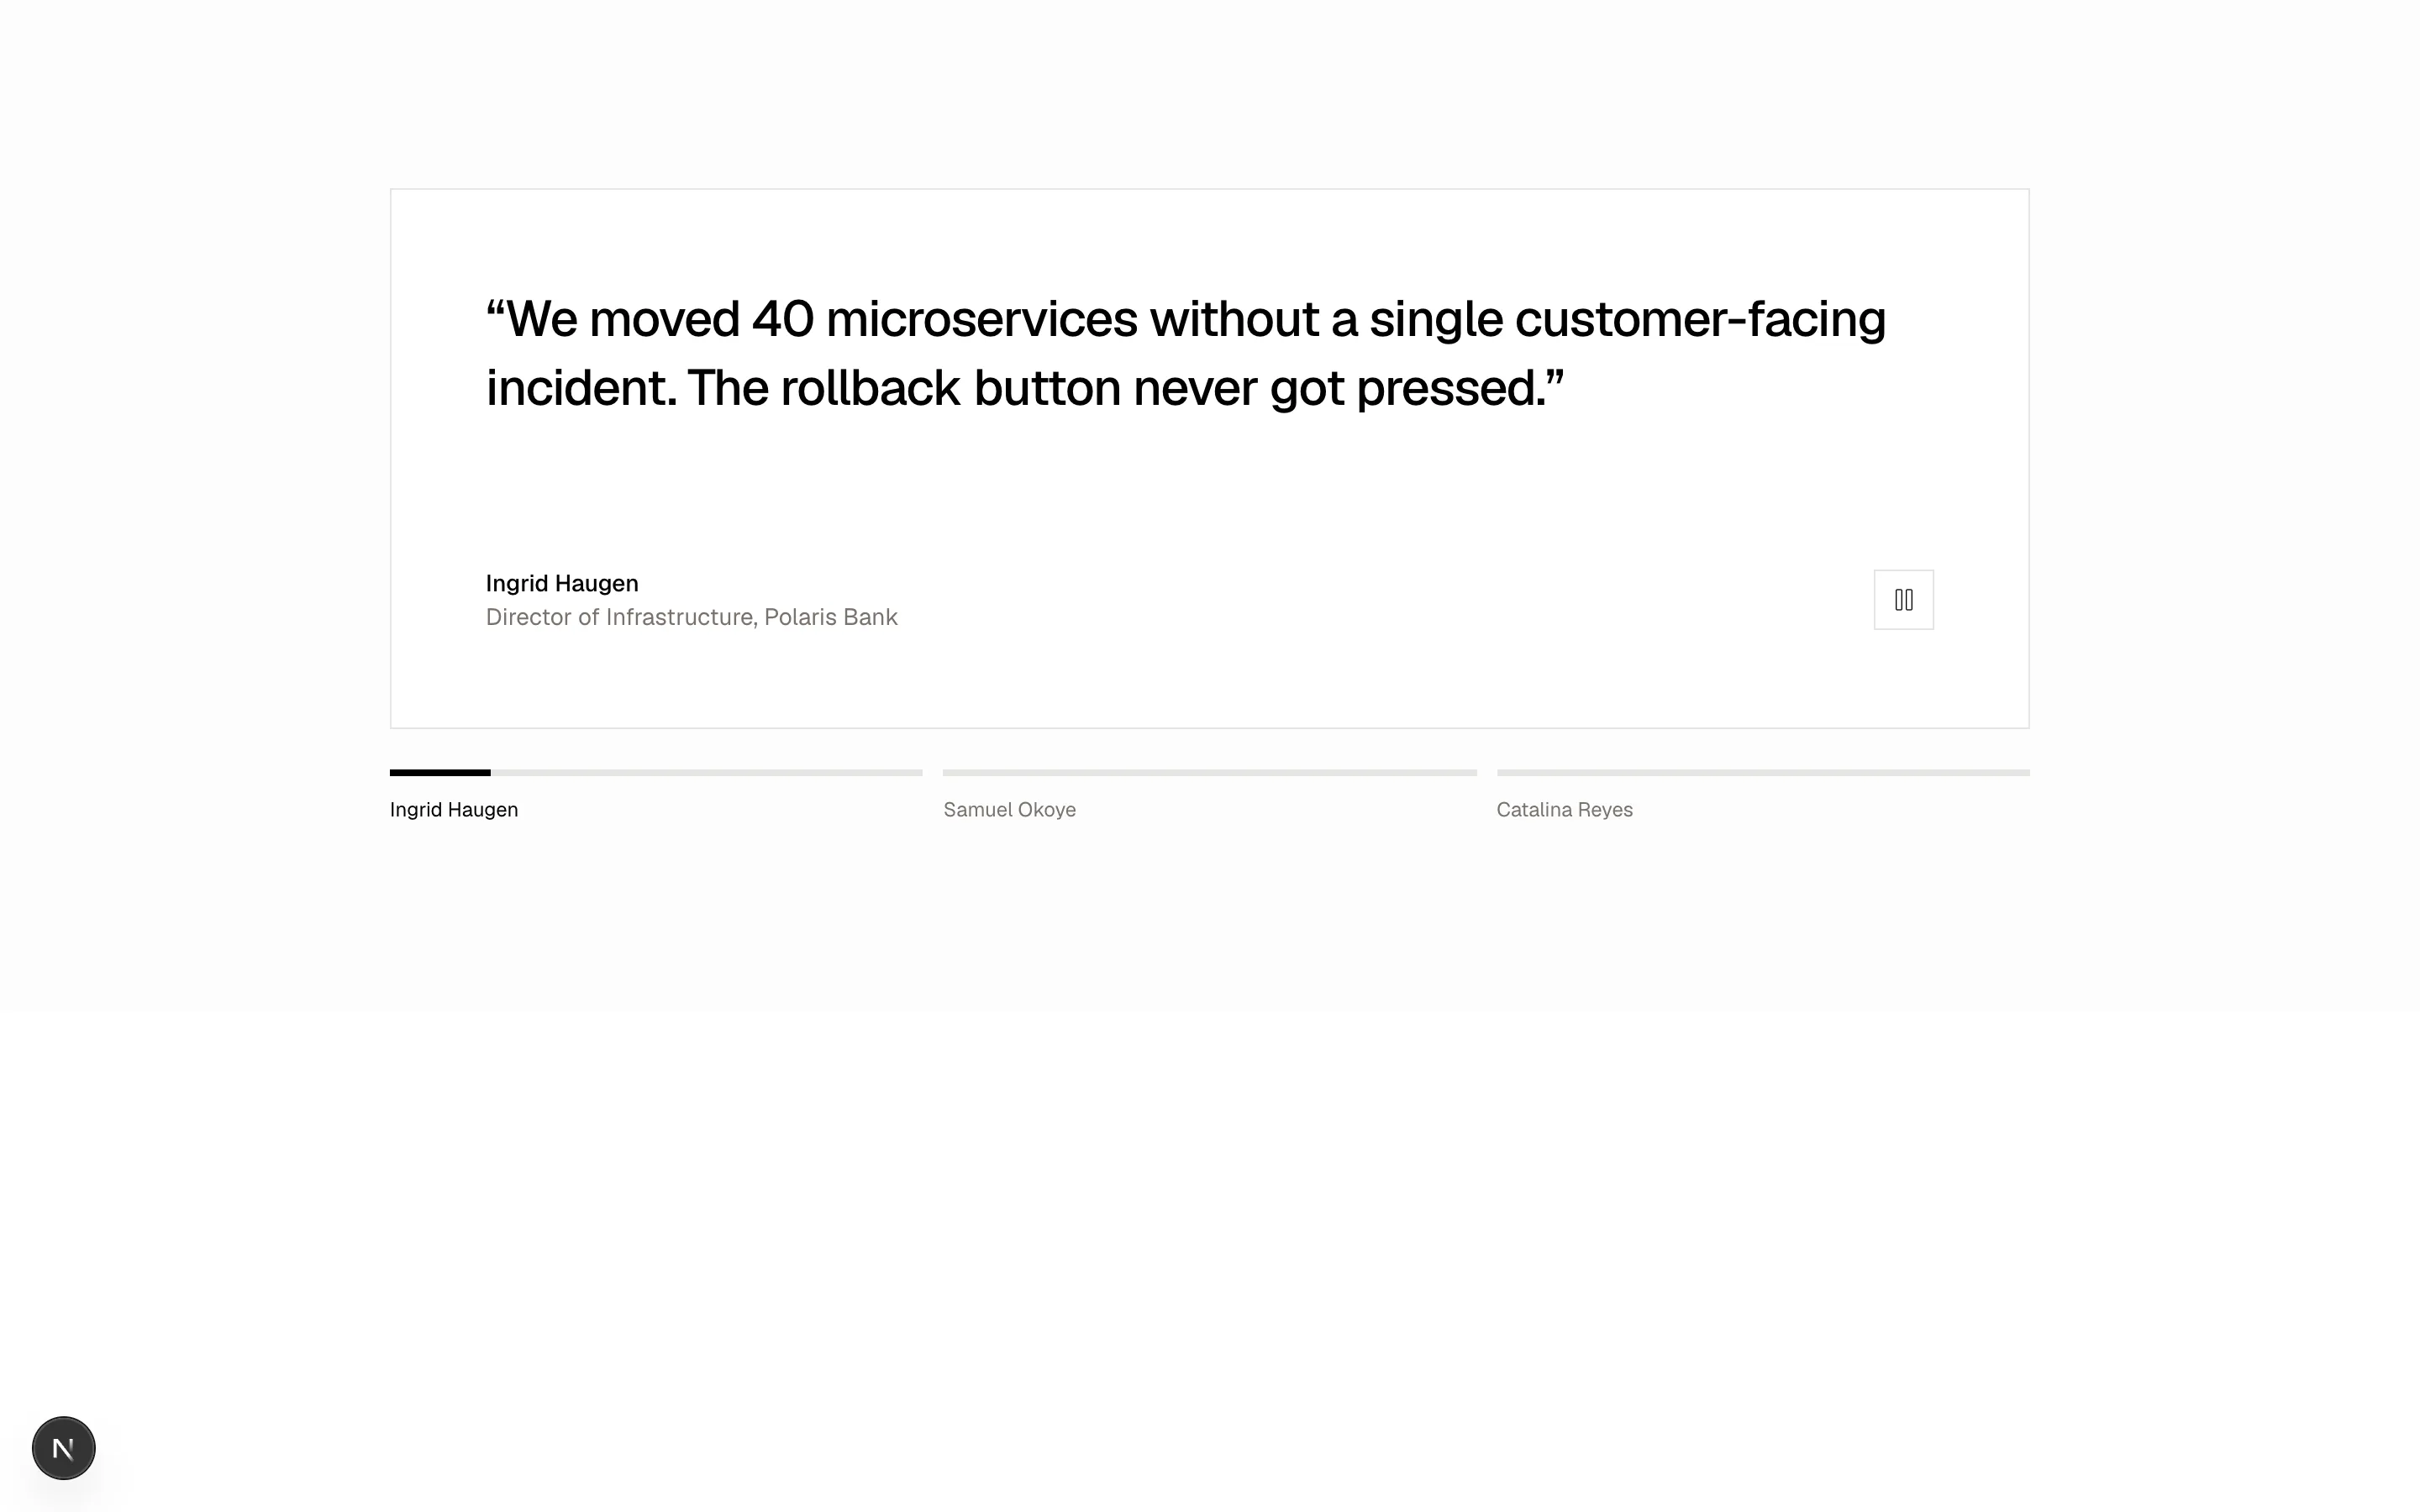 “We moved 40 microservices without a single customer-facing
incident. The rollback button never got pressed.”
Ingrid Haugen
Director of Infrastructure, Polaris Bank
Ingrid Haugen
Samuel Okoye
Catalina Reyes
N